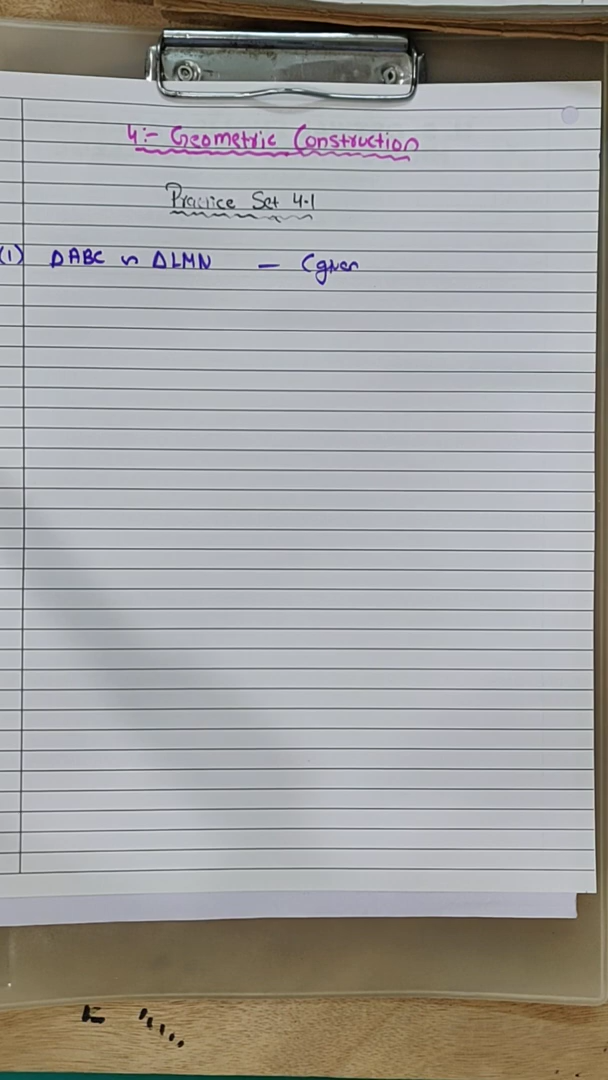 4:- Geometric Construction
Practice Set 4.1
(1) ΔABC ~ ΔLMN — (given